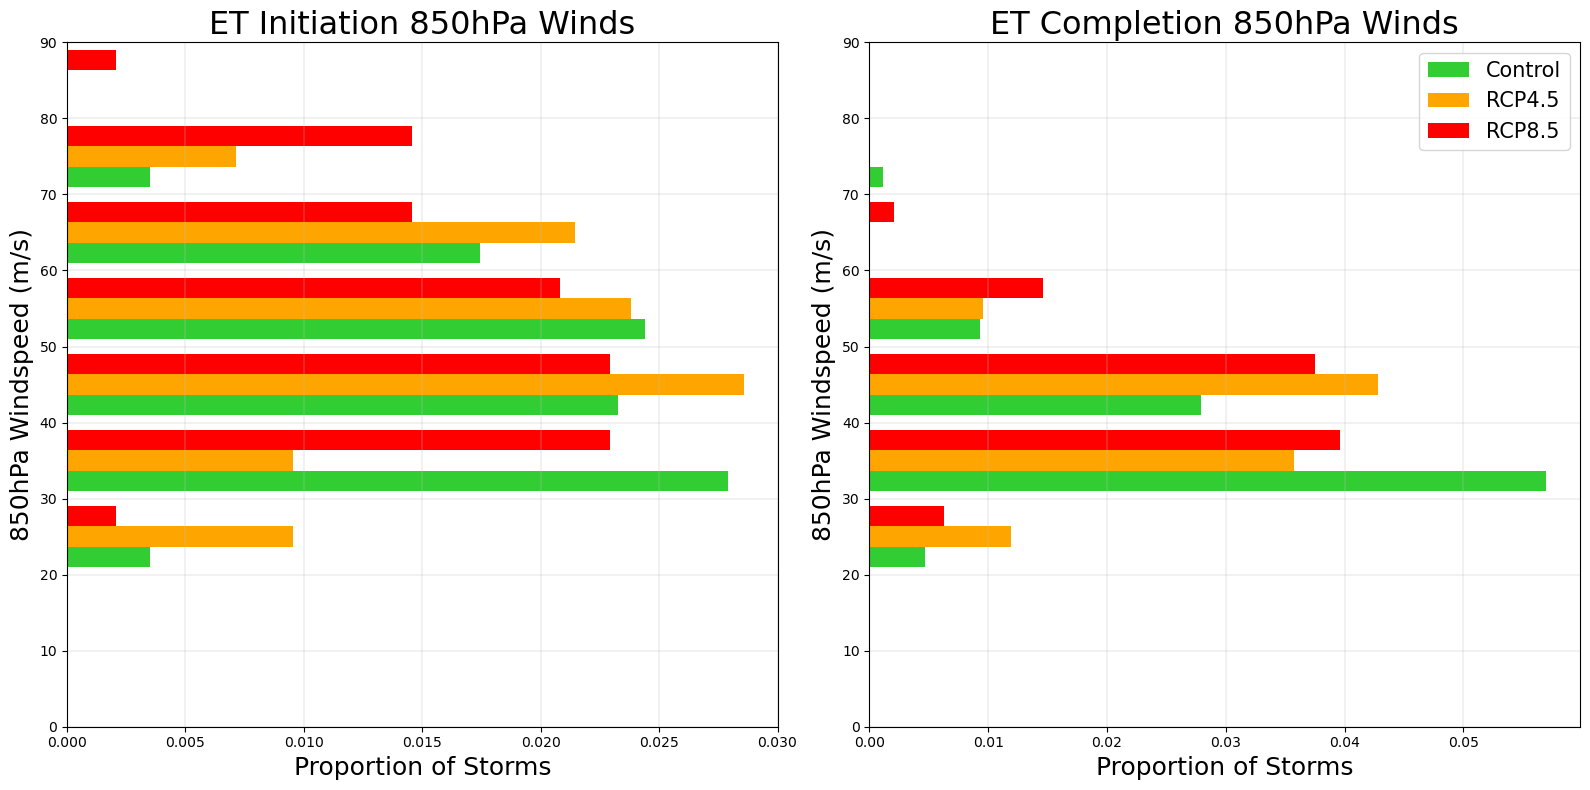 ET Initiation 850hPa Winds
850hPa Windspeed (m/s)
90
80
70
60
50
40
30
20
10
0
0.000 0.005 0.010 0.015 0.020 0.025 0.030
Proportion of Storms
ET Completion 850hPa Winds
Control
RCP4.5
RCP8.5
850hPa Windspeed (m/s)
90
80
70
60
50
40
30
20
10
0
0.00 0.01 0.02 0.03 0.04 0.05
Proportion of Storms